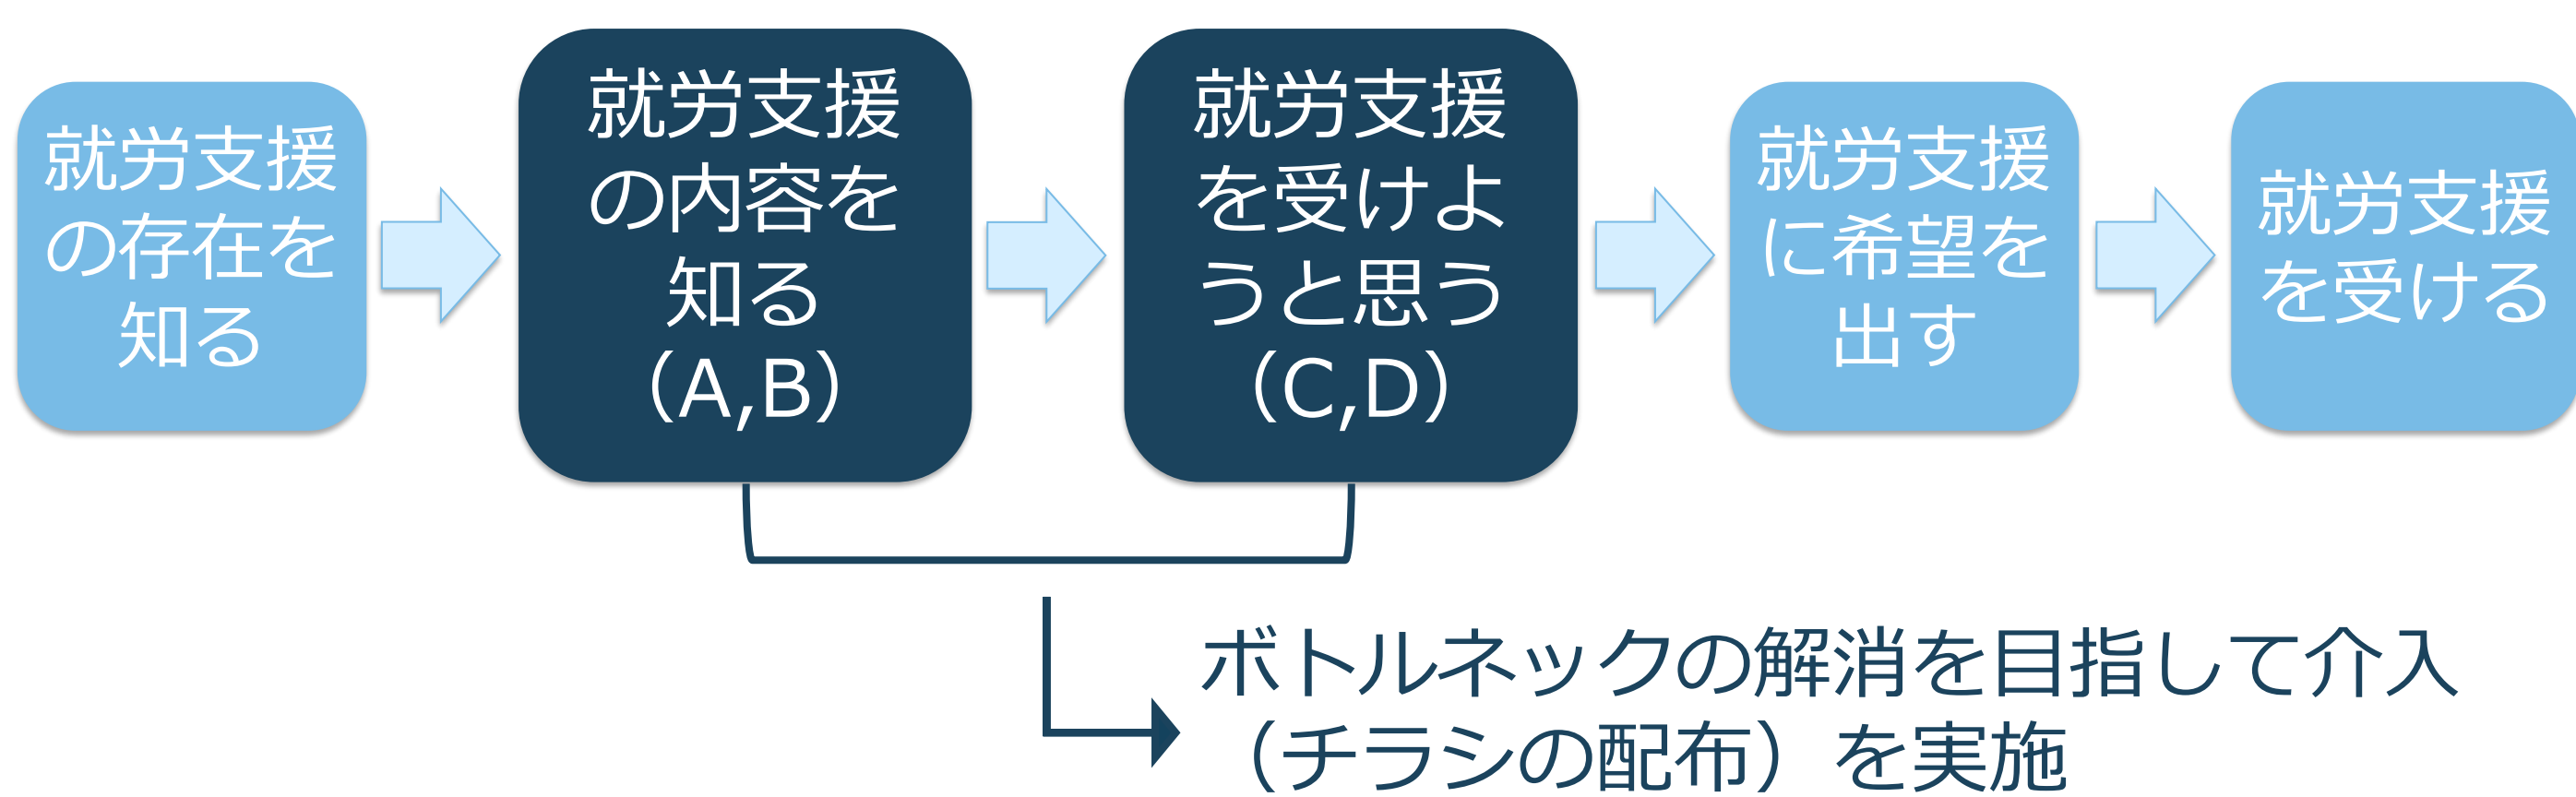 就労支援
の存在を
知る
就労支援
の内容を
知る
（A,B）
就労支援
を受けよ
うと思う
（C,D）
就労支援
に希望を
出す
就労支援
を受ける
ボトルネックの解消を目指して介入
（チラシの配布）を実施